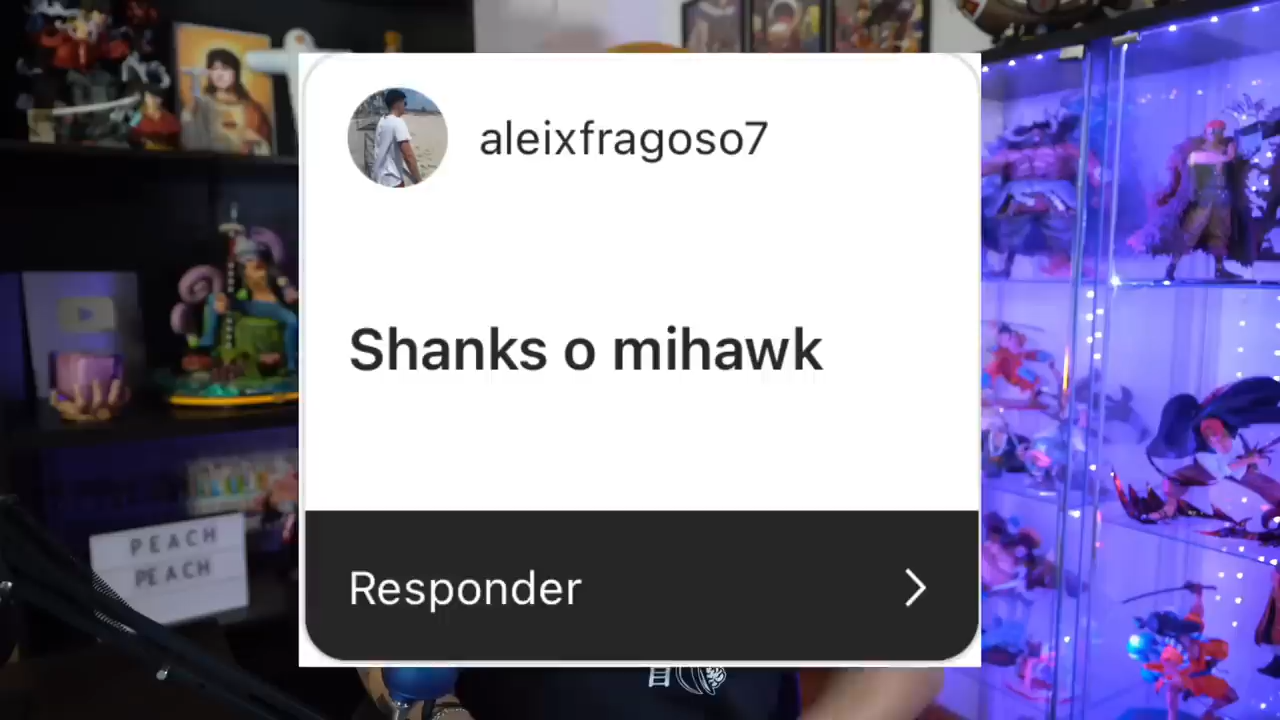 aleixfragoso7
Shanks o mihawk
Responder
PEACH
PEACH